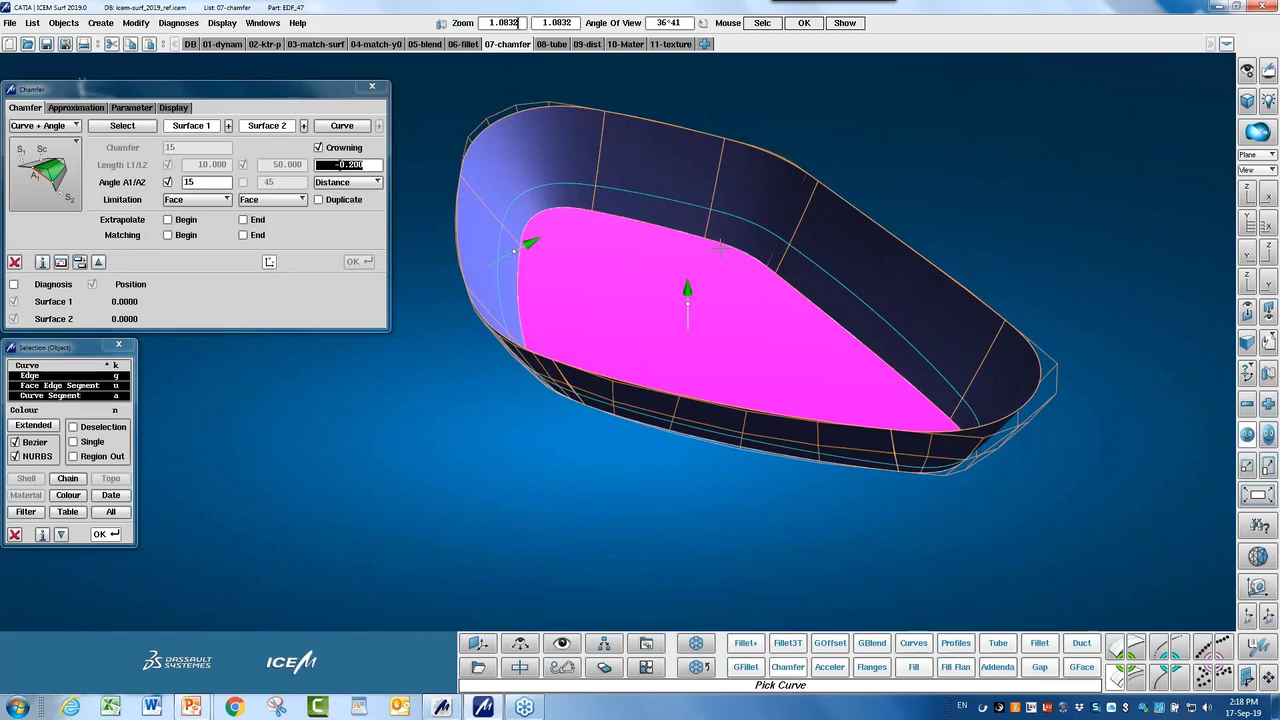 CATIA | ICEM Surf 2019.0 DB: icem-surf_2019_ref.icem List: 07-chamfer Part: EDF_47
File List Objects Create Modify Diagnoses Display Windows Help
Zoom 1.0832 1.0832 Angle Of View 36°41 Mouse Selc OK Show
DB 01-dynam 02-ktr-p 03-match-surf 04-match-y0 05-blend 06-fillet 07-chamfer 08-tube 09-dist 10-Mater 11-texture
Chamfer
Chamfer Approximation Parameter Display
Curve + Angle Select Surface 1 + Surface 2 + Curve +
S1 Sc A1 S2
Chamfer 15 Crowning
Length L1/L2 10.000 50.000 -0.200
Angle A1/A2 15 45 Distance
Limitation Face Face Duplicate
Extrapolate Begin End
Matching Begin End
OK
Diagnosis Position
Surface 1 0.0000
Surface 2 0.0000
Selection (Object)
Curve * k
Edge g
Face Edge Segment u
Curve Segment a
Colour n
Extended Deselection
Bezier Single
NURBS Region Out
Shell Chain Topo
Material Colour Date
Filter Table All
OK
Plane
View
Z
X
Z
Y
Z
Y
DASSAULT SYSTEMES ICEM
Fillet+ Fillet3T GOffset GBlend Curves Profiles Tube Fillet Duct
GFillet Chamfer Acceler Flanges Fill Fill Flan Addenda Gap GFace
Pick Curve
EN 2:18 PM
17-Sep-19